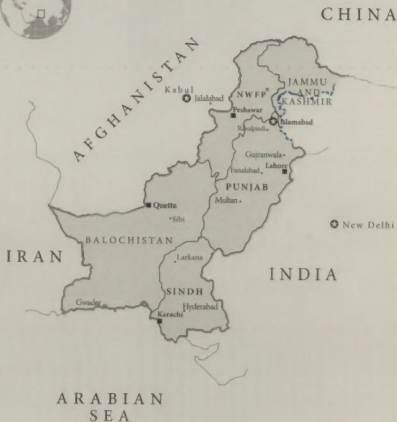 CHINA
AFGHANISTAN
JAMMU
AND
KASHMIR
Kabul
Jalalabad
NWFP
Peshawar
Islamabad
Rawalpindi
Gujranwala
Faisalabad
Lahore
PUNJAB
Multan
Quetta
Sibi
New Delhi
BALOCHISTAN
IRAN
Larkana
INDIA
SINDH
Gwader
Hyderabad
Karachi
ARABIAN
SEA